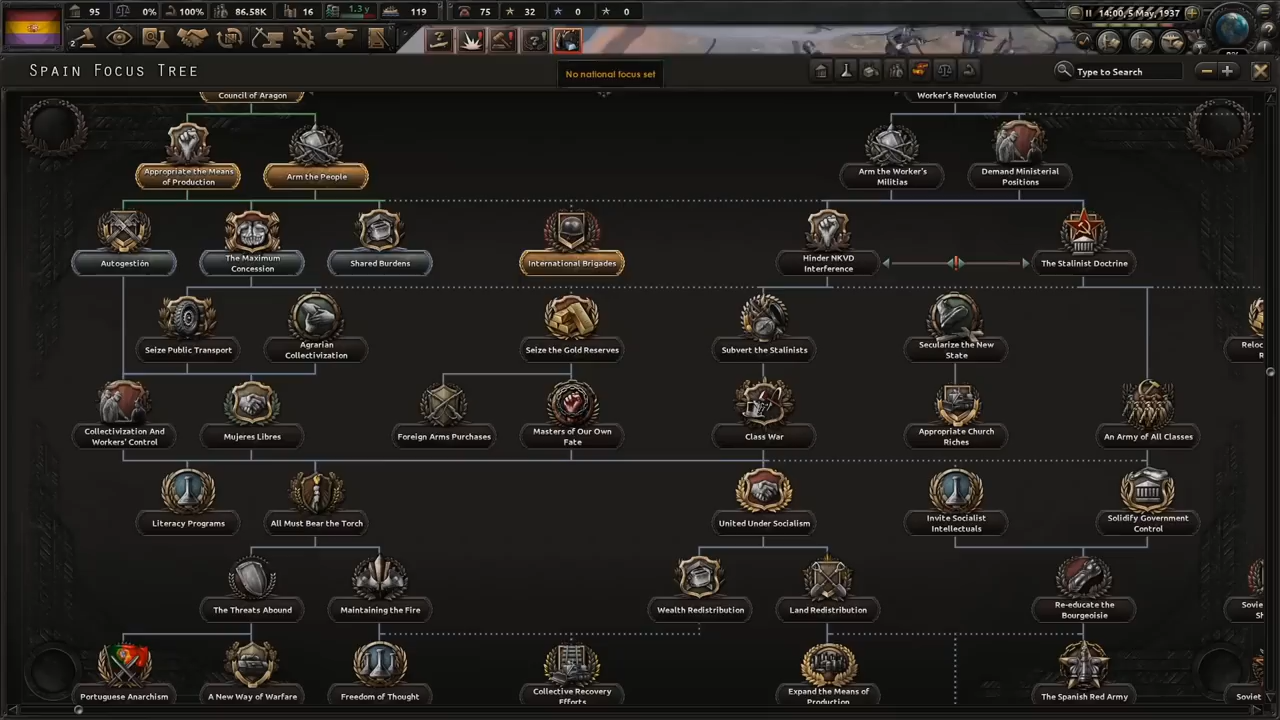 95 0% 100% 86.58K 16 1.3 y 119 75 32 0 0 14:00, 5 May, 1937
2
Spain Focus Tree
No national focus set
Type to Search
Council of Aragon
Worker's Revolution
Appropriate the Means
of Production
Arm the People
Arm the Worker's
Militias
Demand Ministerial
Positions
Autogestión
The Maximum
Concession
Shared Burdens
International Brigades
Hinder NKVD
Interference
The Stalinist Doctrine
Seize Public Transport
Agrarian
Collectivization
Seize the Gold Reserves
Subvert the Stalinists
Secularize the New
State
Collectivization And
Workers' Control
Mujeres Libres
Foreign Arms Purchases
Masters of Our Own
Fate
Class War
Appropriate Church
Riches
An Army of All Classes
Literacy Programs
All Must Bear the Torch
United Under Socialism
Invite Socialist
Intellectuals
Solidify Government
Control
The Threats Abound
Maintaining the Fire
Wealth Redistribution
Land Redistribution
Re-educate the
Bourgeoisie
Portuguese Anarchism
A New Way of Warfare
Freedom of Thought
Collective Recovery
Efforts
Expand the Means of
Production
The Spanish Red Army